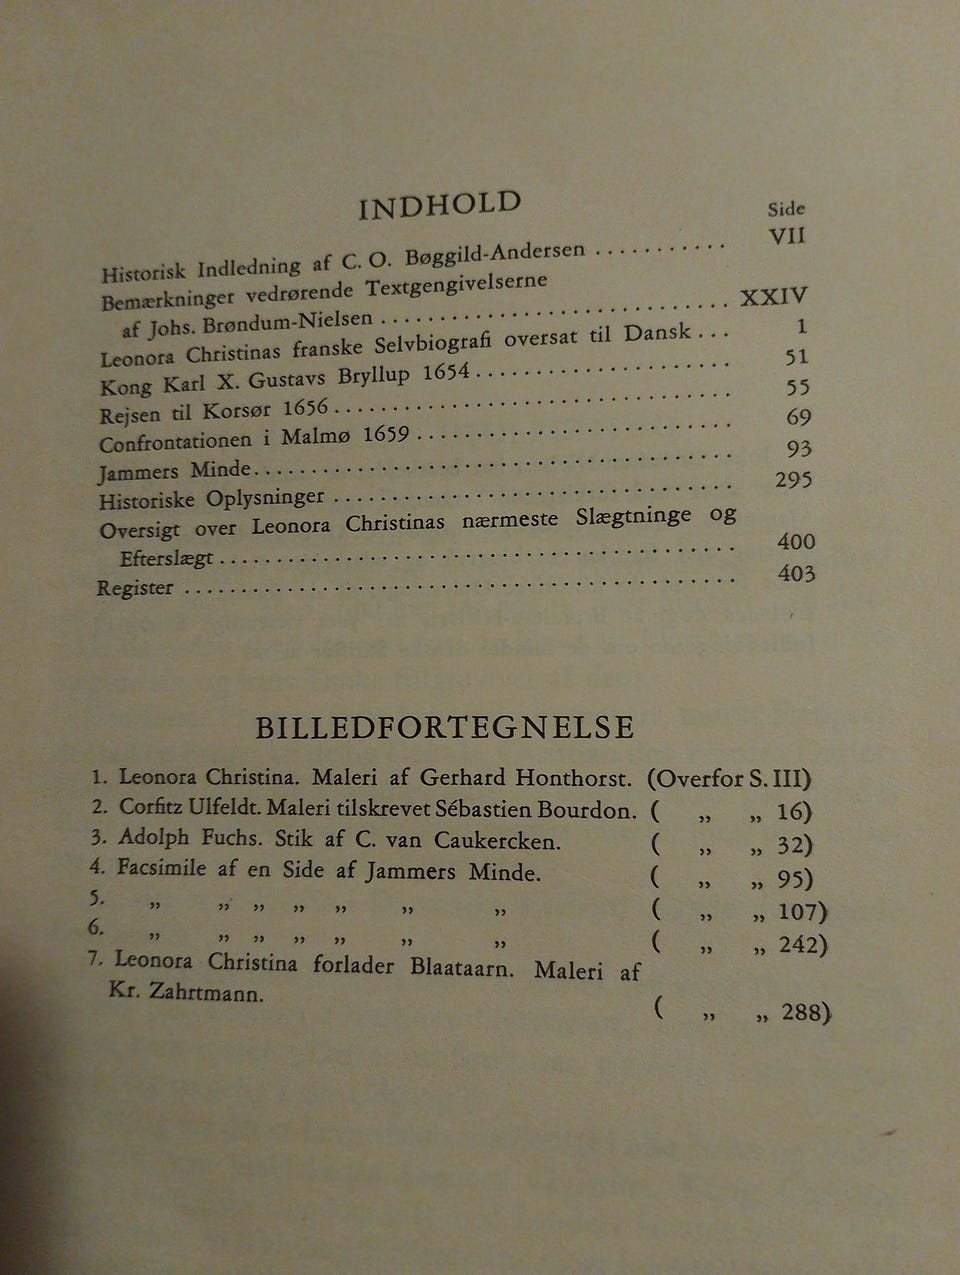 INDHOLD
Side
Historisk Indledning af C. O. Bøggild-Andersen ........... VII
Bemærkninger vedrørende Textgengivelserne
af Johs. Brøndum-Nielsen ......................... XXIV
Leonora Christinas franske Selvbiografi oversat til Dansk ... 1
Kong Karl X. Gustavs Bryllup 1654 .................. 51
Rejsen til Korsør 1656 ............................. 55
Confrontationen i Malmø 1659 ....................... 69
Jammers Minde ...................................... 93
Historiske Oplysninger ............................. 295
Oversigt over Leonora Christinas nærmeste Slægtninge og
Efterslægt ......................................... 400
Register ........................................... 403
BILLEDFORTEGNELSE
1. Leonora Christina. Maleri af Gerhard Honthorst. (Overfor S. III)
2. Corfitz Ulfeldt. Maleri tilskrevet Sébastien Bourdon. ( „ „ 16)
3. Adolph Fuchs. Stik af C. van Caukercken. ( „ „ 32)
4. Facsimile af en Side af Jammers Minde. ( „ „ 95)
5. „ „ „ „ „ „ „ ( „ „ 107)
6. „ „ „ „ „ „ „ ( „ „ 242)
7. Leonora Christina forlader Blaataarn. Maleri af
Kr. Zahrtmann. ( „ „ 288)